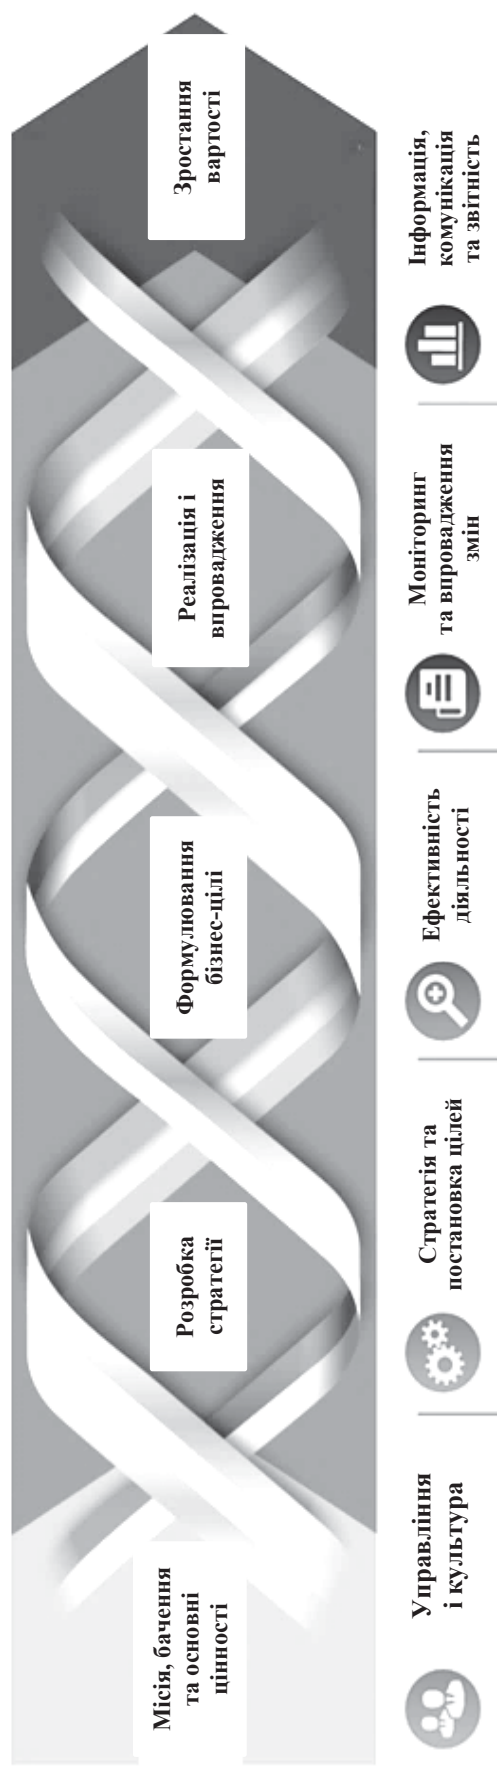 Місія, бачення
та основні
цінності
Розробка
стратегії
Формулювання
бізнес-цілі
Реалізація і
впровадження
Зростання
вартості
Управління
і культура
Стратегія та
постановка цілей
Ефективність
діяльності
Моніторинг
та впровадження
змін
Інформація,
комунікація
та звітність